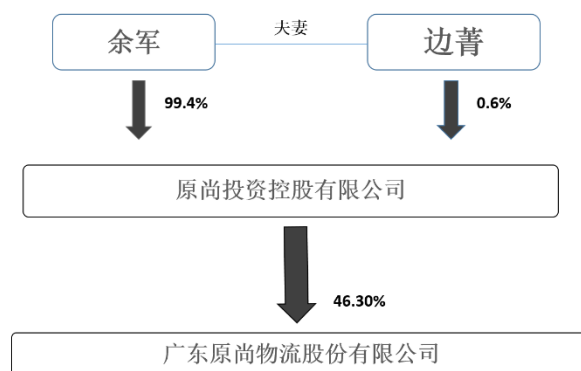 余军
夫妻
边菁
99.4%
0.6%
原尚投资控股有限公司
46.30%
广东原尚物流股份有限公司